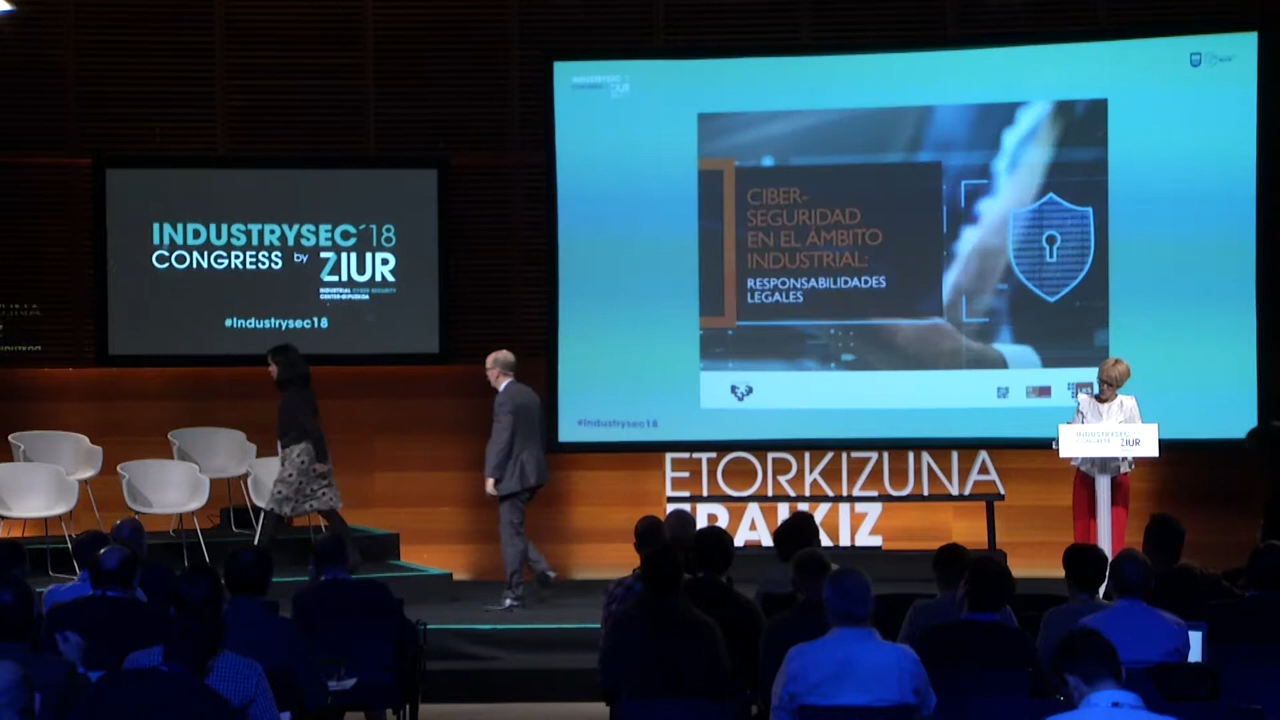 INDUSTRYSEC´18
CONGRESS by ZIUR
INDUSTRIAL CYBER SECURITY
CENTER-GIPUZKOA
#Industrysec18
CIBER-
SEGURIDAD
EN EL ÁMBITO
INDUSTRIAL:
RESPONSABILIDADES
LEGALES
#Industrysec18
INDUSTRYSEC
CONGRESS ZIUR
ETORKIZUNA
ERAIKIZ